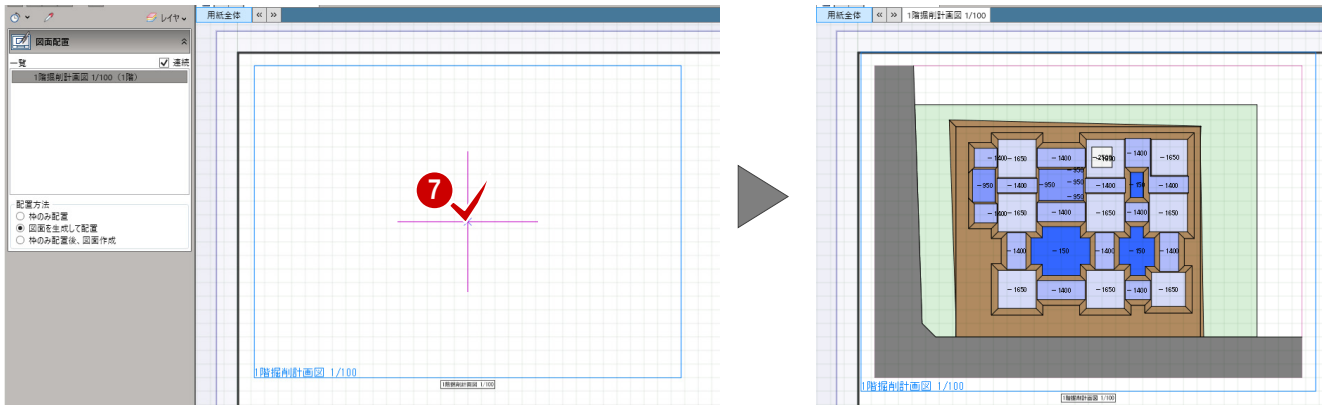 レイヤ
図面配置
一覧
連続
1階掘削計画図 1/100 (1階)
配置方法
枠のみ配置
図面を生成して配置
枠のみ配置後、図面作成
用紙全体 « »
7
1階掘削計画図 1/100
1階掘削計画図 1/100
用紙全体 « » 1階掘削計画図 1/100
-1400 -1650 -1400 -1400 -1650
-950 -1400 -950 -950 -1400 -150 -1400
-950
-1400 -1650 -1400 -1650 -1400 -1650
-1400 -150 -1400 -150 -1400
-1650 -1400 -1650 -1400 -1650
1階掘削計画図 1/100
1階掘削計画図 1/100